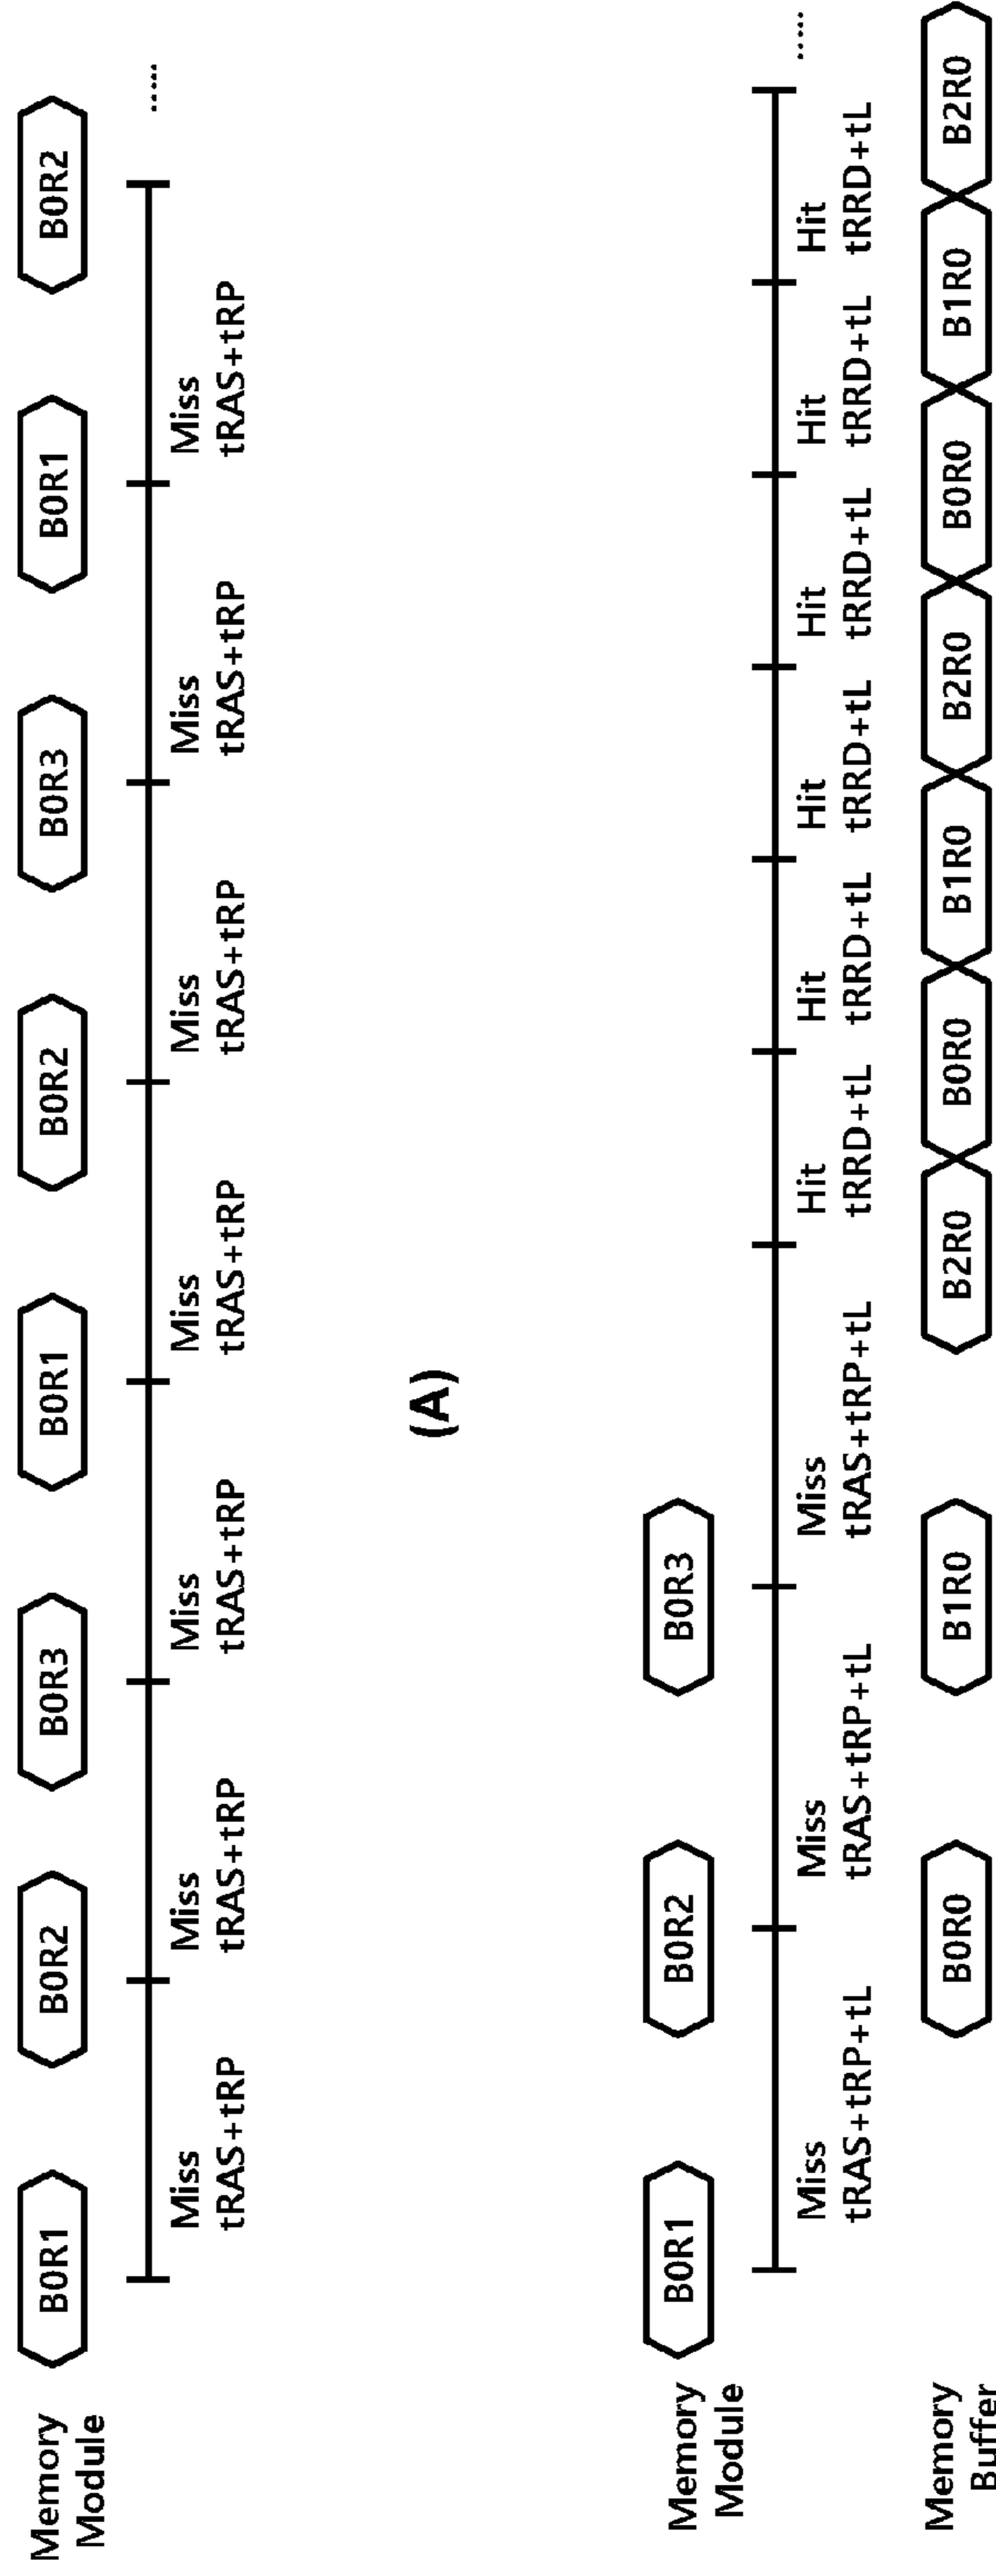 Memory
Module
B0R1 B0R2 B0R3 B0R1 B0R2 B0R3 B0R1 B0R2
.....
Miss Miss Miss Miss Miss Miss Miss
tRAS+tRP tRAS+tRP tRAS+tRP tRAS+tRP tRAS+tRP tRAS+tRP tRAS+tRP
(A)
Memory
Module
B0R1 B0R2 B0R3
.....
Miss Miss Miss Hit Hit Hit Hit Hit Hit
tRAS+tRP+tL tRAS+tRP+tL tRAS+tRP+tL tRRD+tL tRRD+tL tRRD+tL tRRD+tL tRRD+tL tRRD+tL
Memory
Buffer
B0R0 B1R0 B2R0 B0R0 B1R0 B2R0 B0R0 B1R0 B2R0